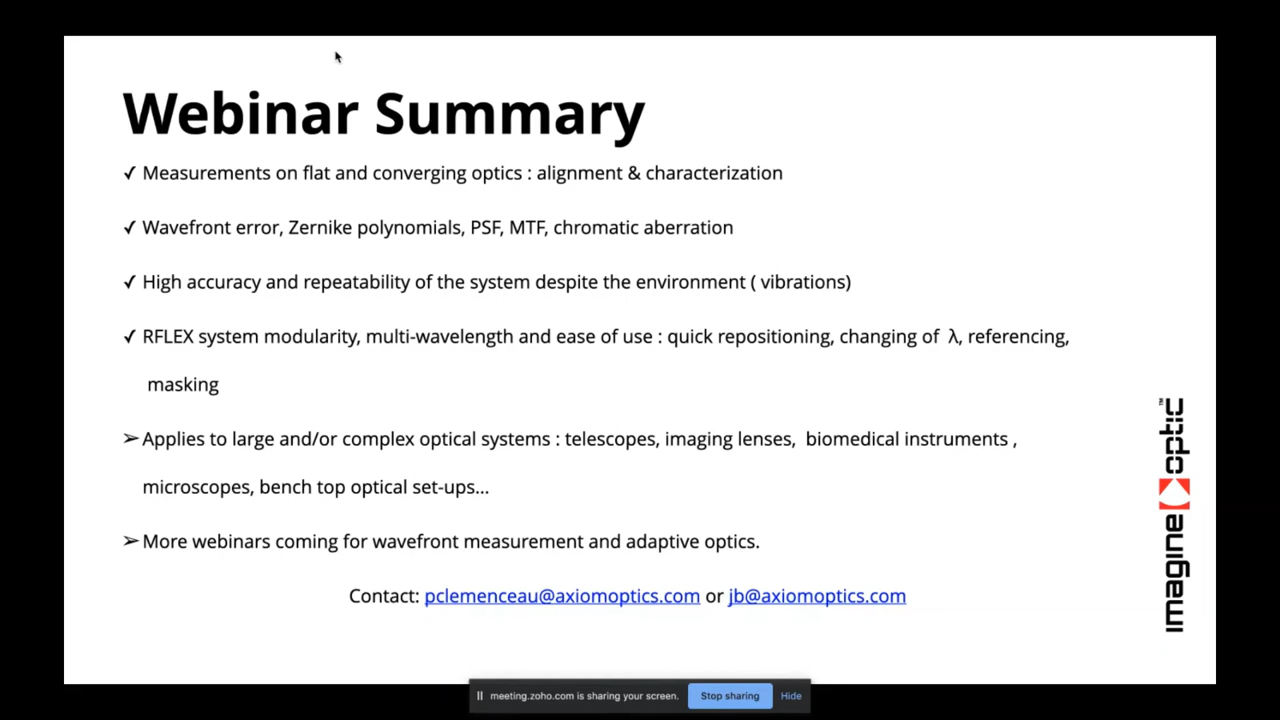 Webinar Summary
✓ Measurements on flat and converging optics : alignment & characterization
✓ Wavefront error, Zernike polynomials, PSF, MTF, chromatic aberration
✓ High accuracy and repeatability of the system despite the environment ( vibrations)
✓ RFLEX system modularity, multi-wavelength and ease of use : quick repositioning, changing of λ, referencing,
masking
➢ Applies to large and/or complex optical systems : telescopes, imaging lenses, biomedical instruments ,
microscopes, bench top optical set-ups...
➢ More webinars coming for wavefront measurement and adaptive optics.
Contact: pclemenceau@axiomoptics.com or jb@axiomoptics.com
imagine optic™
meeting.zoho.com is sharing your screen. Stop sharing Hide